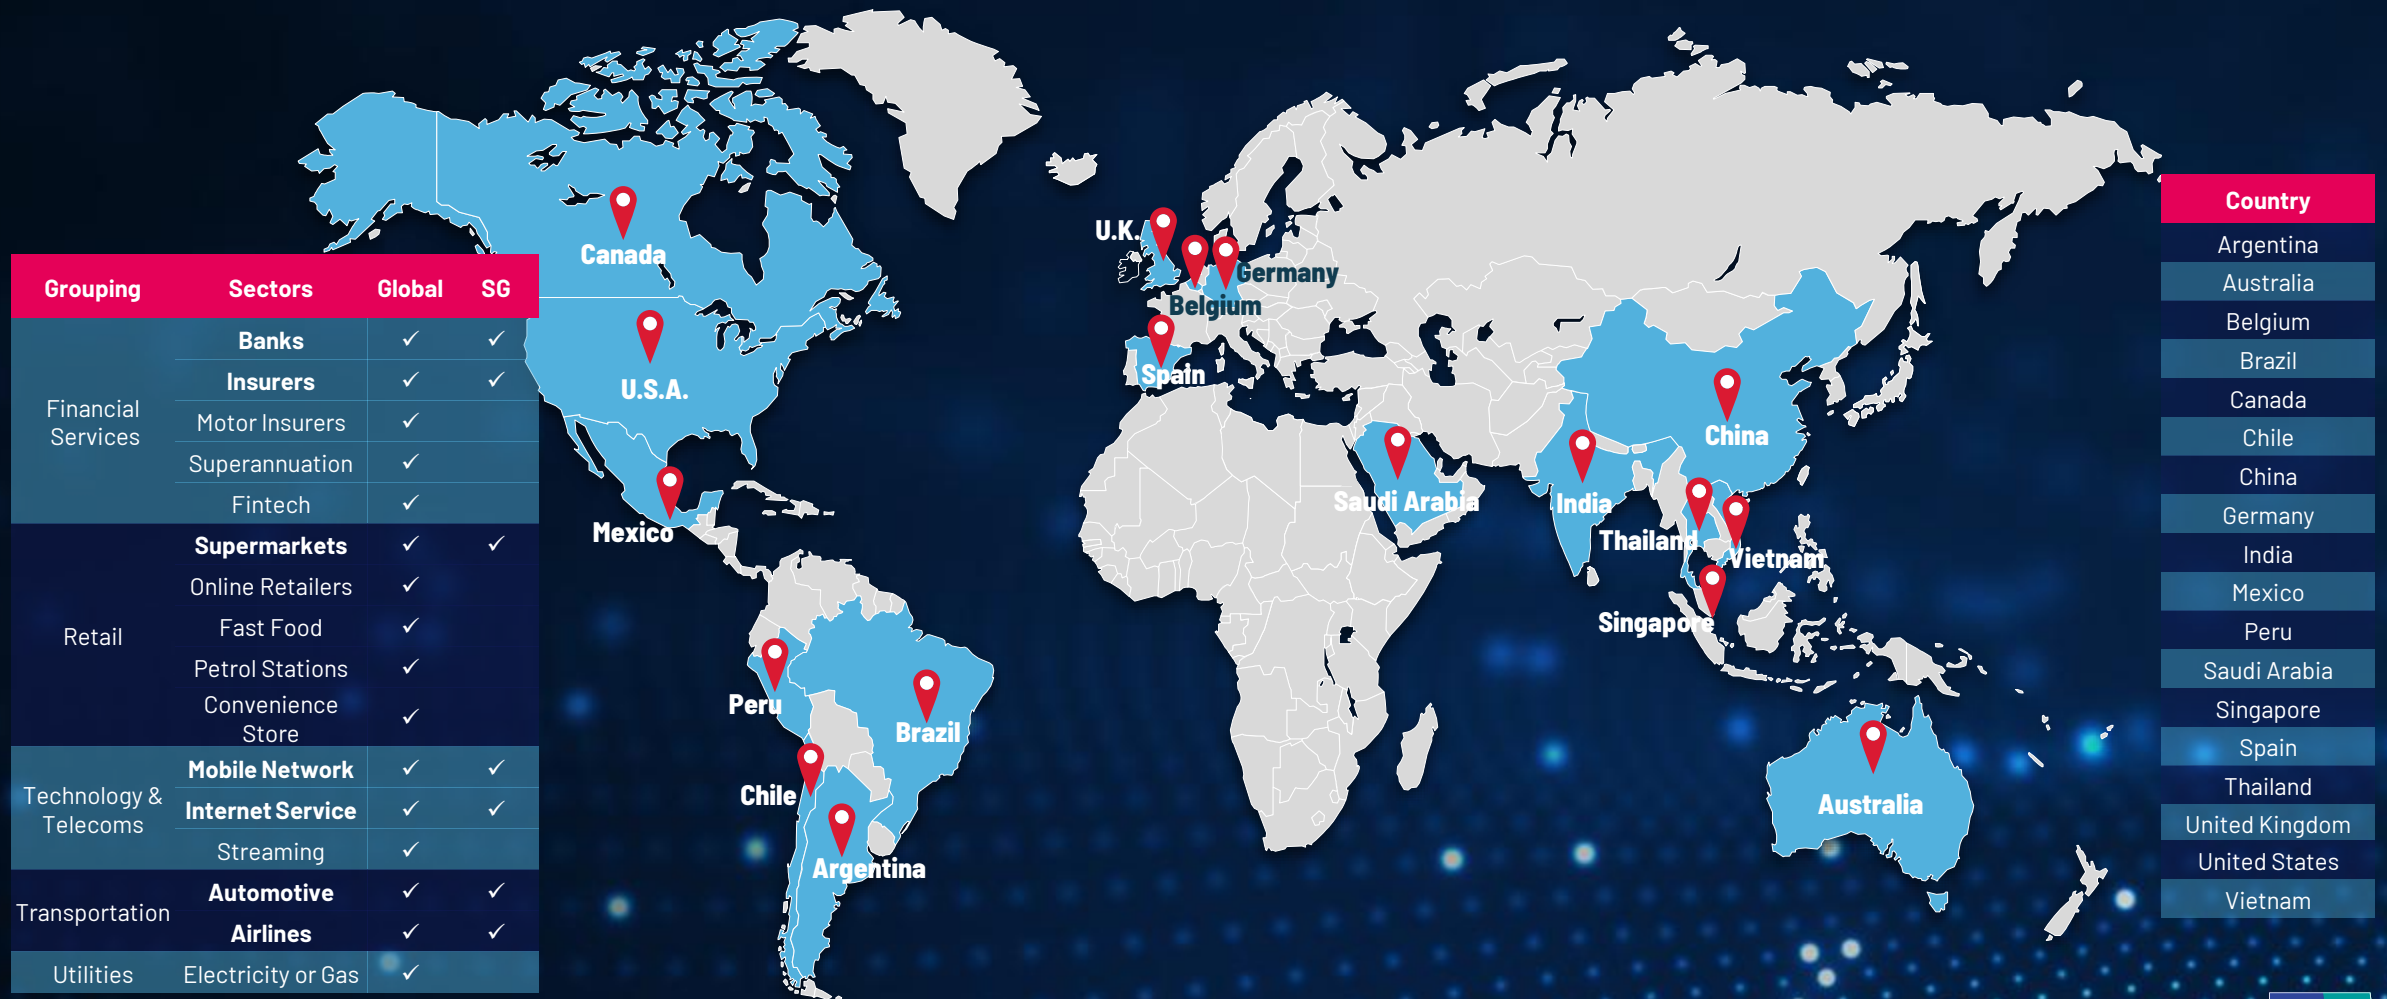 Grouping Sectors Global SG
Financial Services
Banks ✓ ✓
Insurers ✓ ✓
Motor Insurers ✓
Superannuation ✓
Fintech ✓
Retail
Supermarkets ✓ ✓
Online Retailers ✓
Fast Food ✓
Petrol Stations ✓
Convenience
Store ✓
Technology &
Telecoms
Mobile Network ✓ ✓
Internet Service ✓ ✓
Streaming ✓
Transportation
Automotive ✓ ✓
Airlines ✓ ✓
Utilities
Electricity or Gas ✓
Canada
U.S.A.
Mexico
Peru
Brazil
Chile
Argentina
U.K.
Germany
Belgium
Spain
Saudi Arabia
India
China
Thailand
Vietnam
Singapore
Australia
Country
Argentina
Australia
Belgium
Brazil
Canada
Chile
China
Germany
India
Mexico
Peru
Saudi Arabia
Singapore
Spain
Thailand
United Kingdom
United States
Vietnam